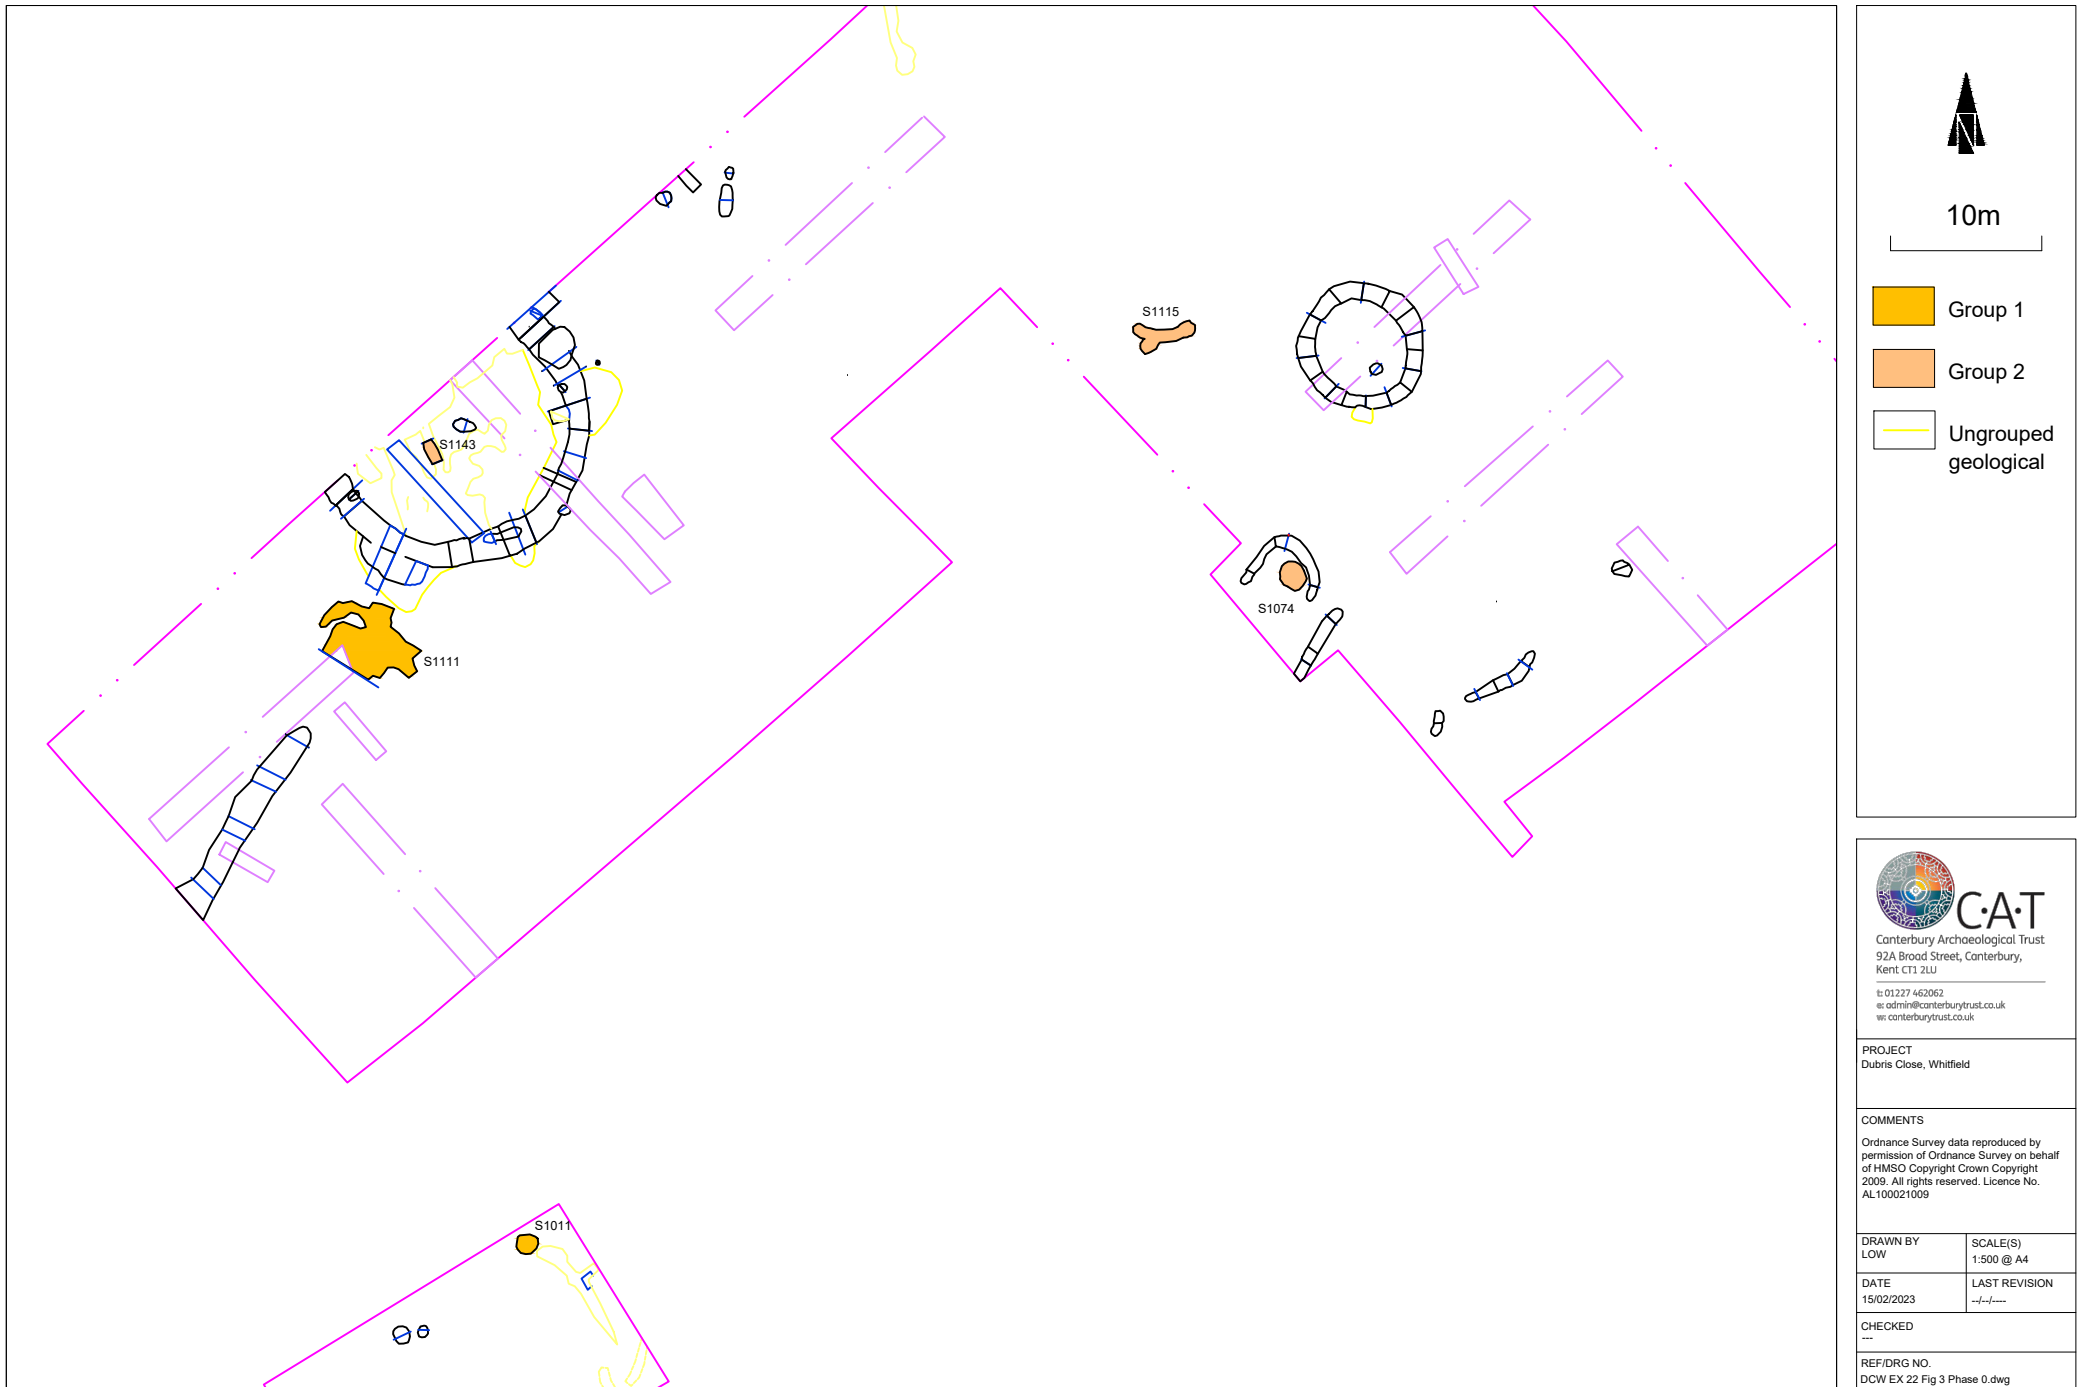 S1115
S1143
S1074
S1111
S1011
N
10m
Group 1
Group 2
Ungrouped
geological
C·A·T
Canterbury Archaeological Trust
92A Broad Street, Canterbury,
Kent CT1 2LU
t: 01227 462062
e: admin@canterburytrust.co.uk
w: canterburytrust.co.uk
PROJECT
Dubris Close, Whitfield
COMMENTS
Ordnance Survey data reproduced by
permission of Ordnance Survey on behalf
of HMSO Copyright Crown Copyright
2009. All rights reserved. Licence No.
AL100021009
DRAWN BY
LOW
SCALE(S)
1:500 @ A4
DATE
15/02/2023
LAST REVISION
--/--/----
CHECKED
---
REF/DRG NO.
DCW EX 22 Fig 3 Phase 0.dwg